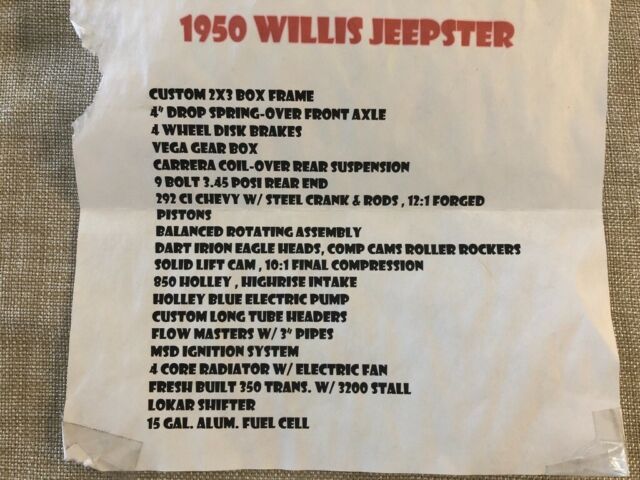 1950 WILLIS JEEPSTER
CUSTOM 2X3 BOX FRAME
4" DROP SPRING-OVER FRONT AXLE
4 WHEEL DISK BRAKES
VEGA GEAR BOX
CARRERA COIL-OVER REAR SUSPENSION
9 BOLT 3.45 POSI REAR END
292 CI CHEVY W/ STEEL CRANK & RODS , 12:1 FORGED
PISTONS
BALANCED ROTATING ASSEMBLY
DART IRION EAGLE HEADS, COMP CAMS ROLLER ROCKERS
SOLID LIFT CAM , 10:1 FINAL COMPRESSION
850 HOLLEY , HIGHRISE INTAKE
HOLLEY BLUE ELECTRIC PUMP
CUSTOM LONG TUBE HEADERS
FLOW MASTERS W/ 3" PIPES
MSD IGNITION SYSTEM
4 CORE RADIATOR W/ ELECTRIC FAN
FRESH BUILT 350 TRANS. W/ 3200 STALL
LOKAR SHIFTER
15 GAL. ALUM. FUEL CELL